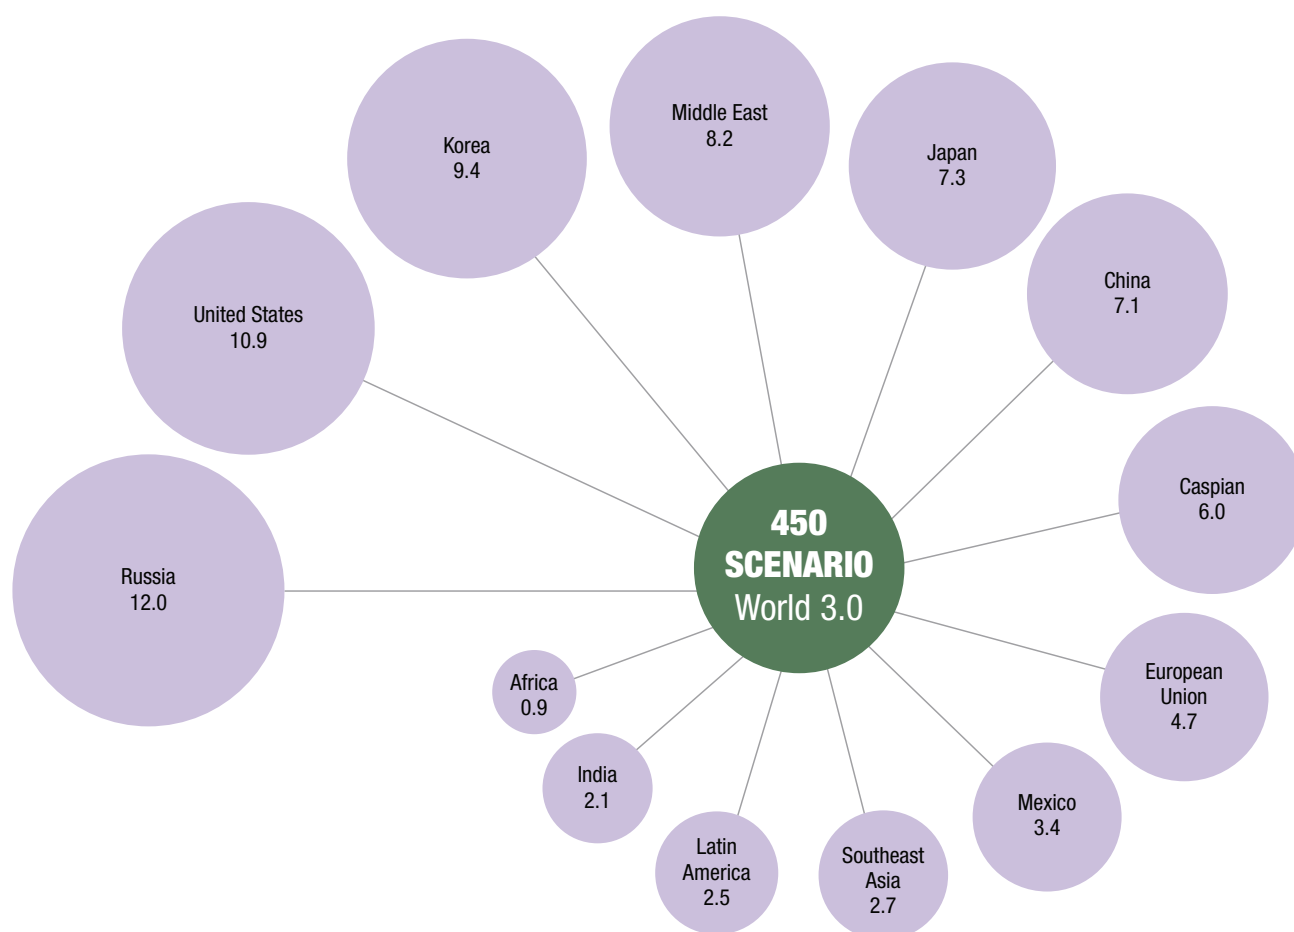 Middle East
8.2
Korea
9.4
Japan
7.3
China
7.1
United States
10.9
Caspian
6.0
450
SCENARIO
World 3.0
Russia
12.0
Africa
0.9
European
Union
4.7
India
2.1
Mexico
3.4
Latin
America
2.5
Southeast
Asia
2.7